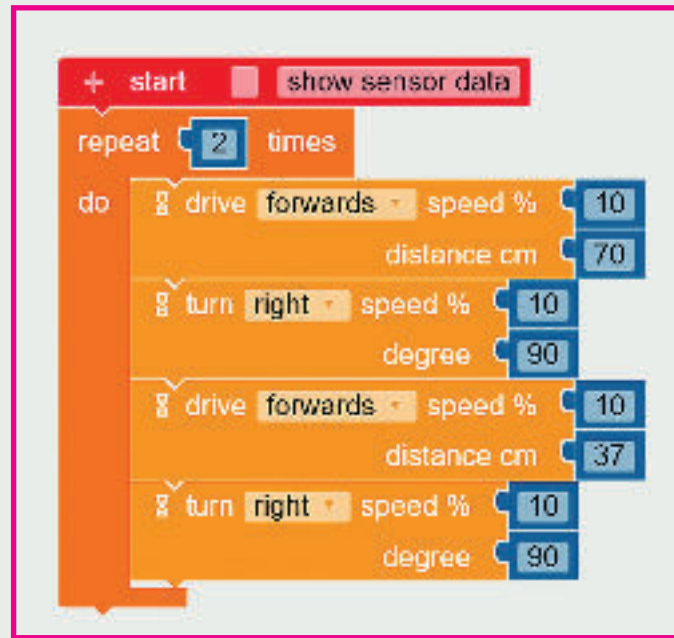 + start show sensor data
repeat 2 times
do drive forwards speed % 10
distance cm 70
turn right speed % 10
degree 90
drive forwards speed % 10
distance cm 37
turn right speed % 10
degree 90